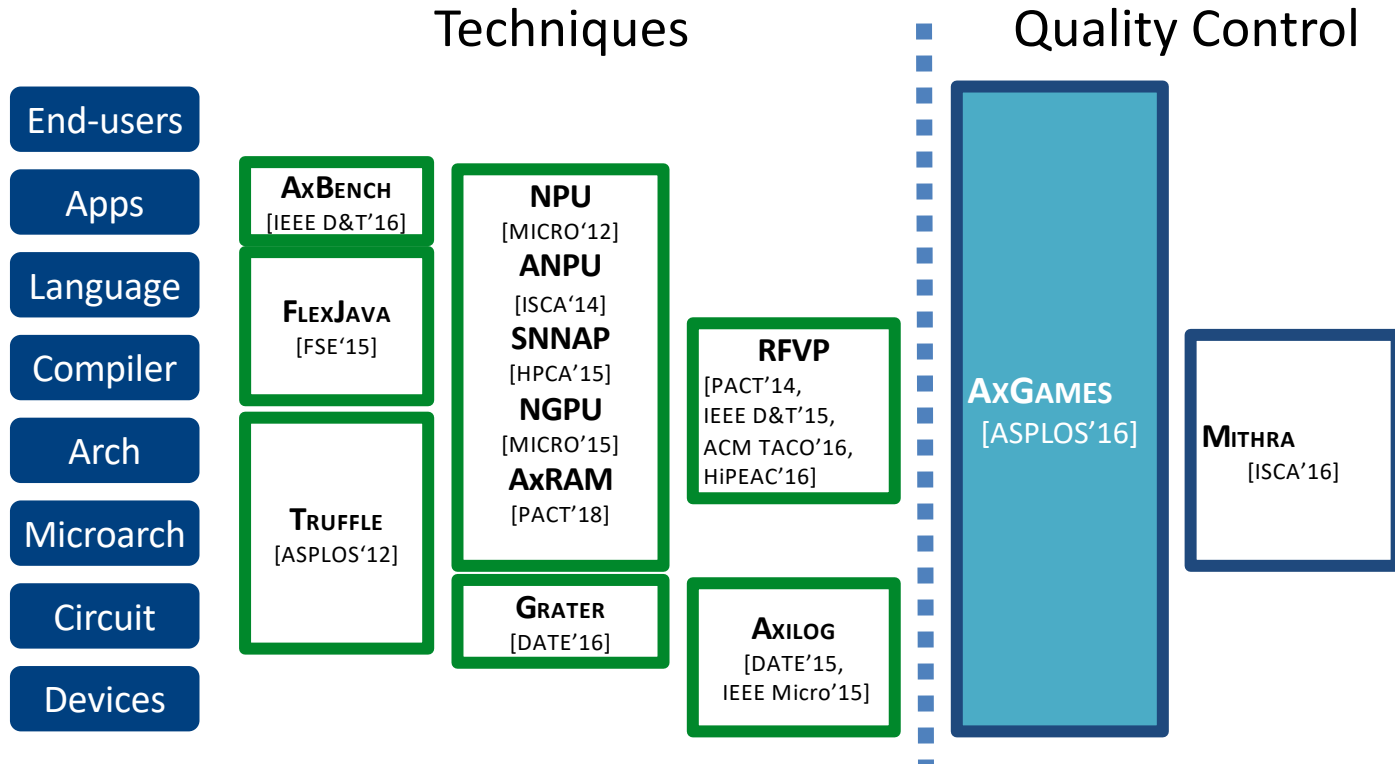 Techniques
Quality Control
End-users
Apps
Language
Compiler
Arch
Microarch
Circuit
Devices
AxBench
[IEEE D&T’16]
FlexJava
[FSE‘15]
Truffle
[ASPLOS‘12]
NPU
[MICRO‘12]
ANPU
[ISCA‘14]
SNNAP
[HPCA’15]
NGPU
[MICRO’15]
AxRAM
[PACT’18]
Grater
[DATE’16]
RFVP
[PACT’14,
IEEE D&T’15,
ACM TACO’16,
HiPEAC’16]
Axilog
[DATE’15,
IEEE Micro’15]
AxGames
[ASPLOS’16]
Mithra
[ISCA’16]